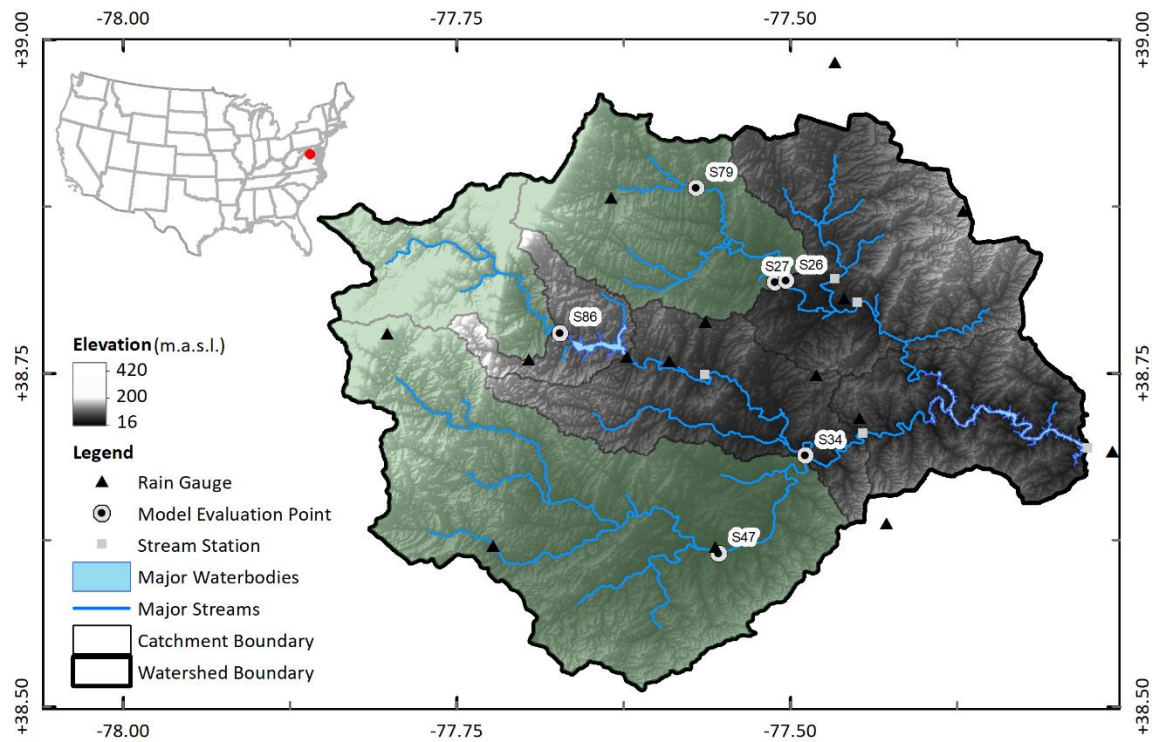 -78.00
-77.75
-77.50
+39.00
+39.00
S79
S27
S26
S86
Elevation (m.a.s.l.)
420
200
16
+38.75
+38.75
Legend
Rain Gauge
S34
Model Evaluation Point
Stream Station
S47
Major Waterbodies
Major Streams
Catchment Boundary
Watershed Boundary
+38.50
+38.50
-78.00
-77.75
-77.50